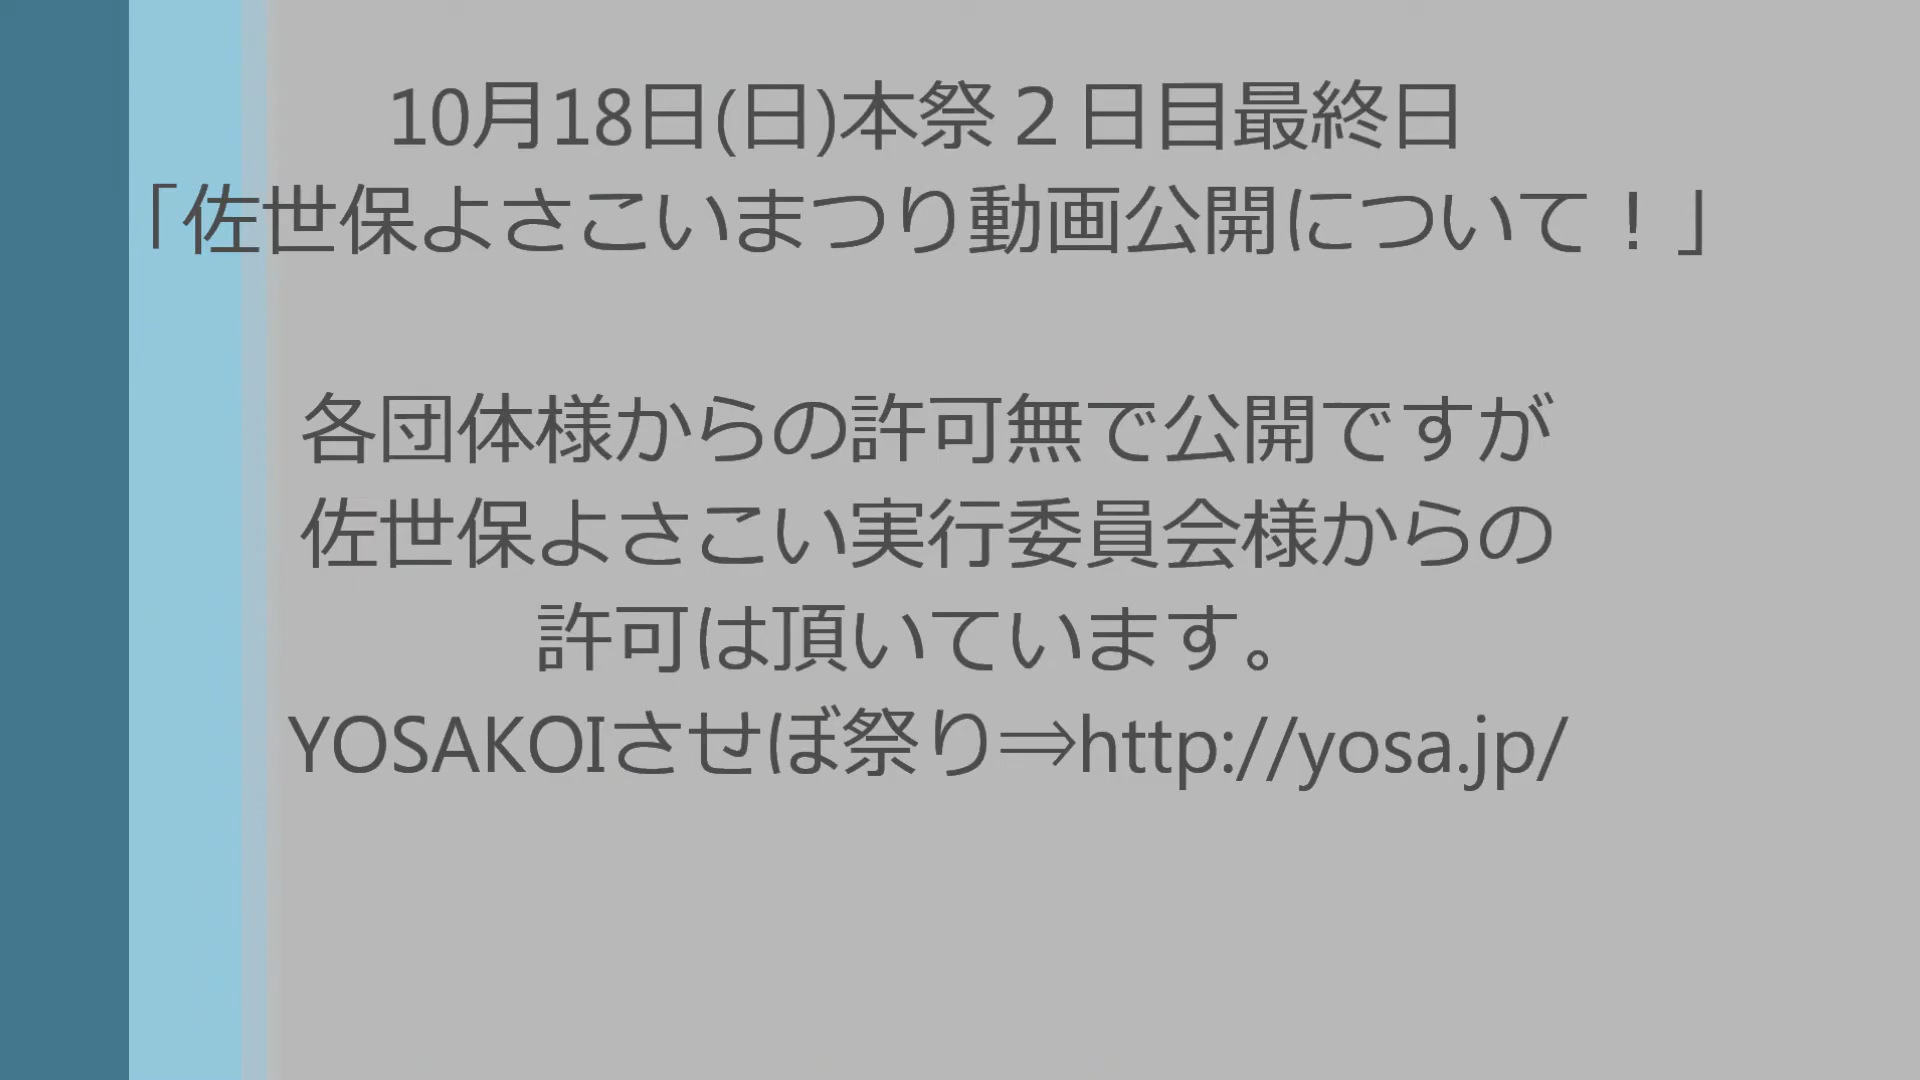 10月18日(日)本祭２日目最終日
「佐世保よさこいまつり動画公開について！」
各団体様からの許可無で公開ですが
佐世保よさこい実行委員会様からの
許可は頂いています。
YOSAKOIさせぼ祭り⇒http://yosa.jp/